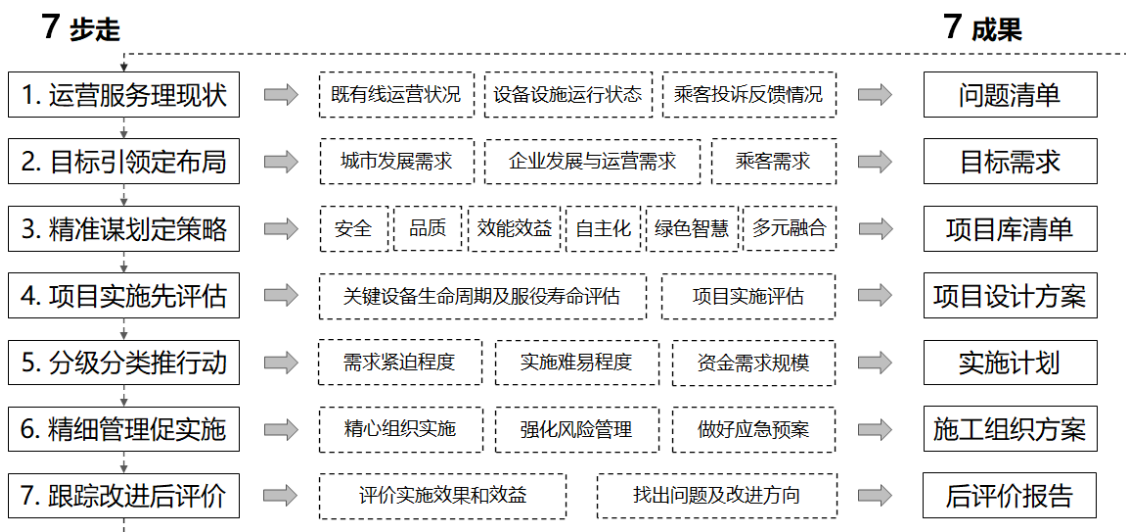 7 步走
7 成果
1. 运营服务理现状
既有线运营状况
设备设施运行状态
乘客投诉反馈情况
问题清单
2. 目标引领定布局
城市发展需求
企业发展与运营需求
乘客需求
目标需求
3. 精准谋划定策略
安全
品质
效能效益
自主化
绿色智慧
多元融合
项目库清单
4. 项目实施先评估
关键设备生命周期及服役寿命评估
项目实施评估
项目设计方案
5. 分级分类推行动
需求紧迫程度
实施难易程度
资金需求规模
实施计划
6. 精细管理促实施
精心组织实施
强化风险管理
做好应急预案
施工组织方案
7. 跟踪改进后评价
评价实施效果和效益
找出问题及改进方向
后评价报告